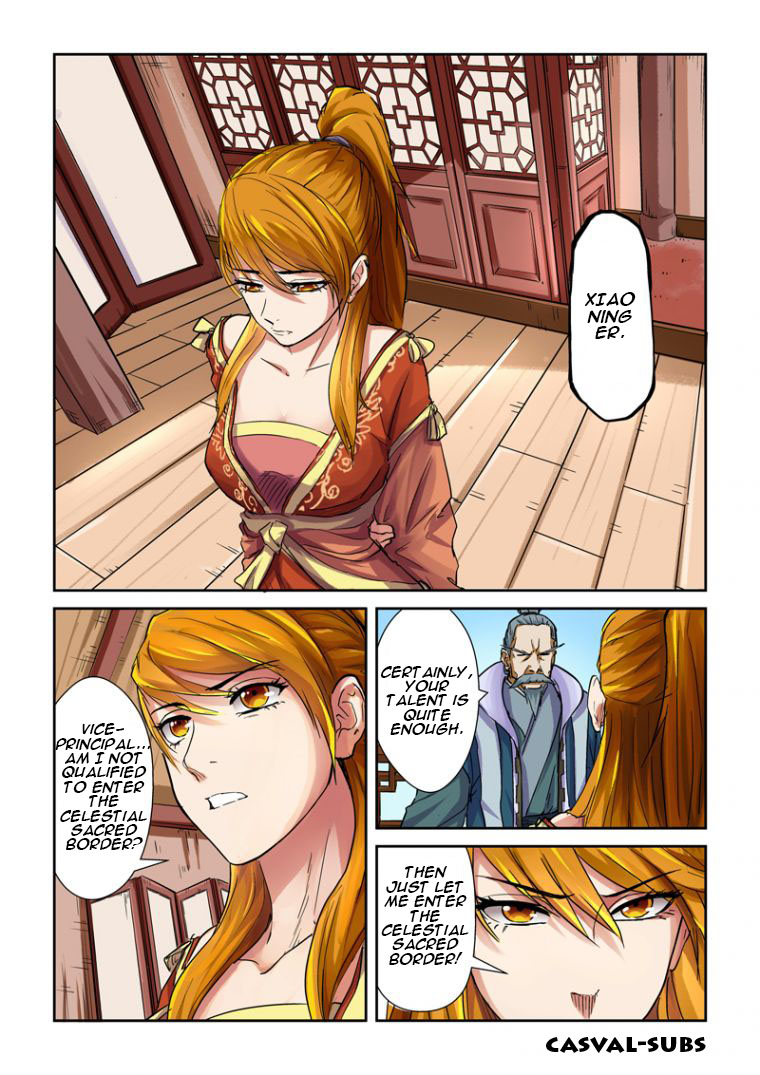 XIAO
NING
ER.
VICE-
PRINCIPAL...
AM I NOT
QUALIFIED
TO ENTER
THE
CELESTIAL
SACRED
BORDER?
CERTAINLY,
YOUR
TALENT IS
QUITE
ENOUGH.
THEN
JUST LET
ME ENTER
THE
CELESTIAL
SACRED
BORDER!
CASVAL-SUBS